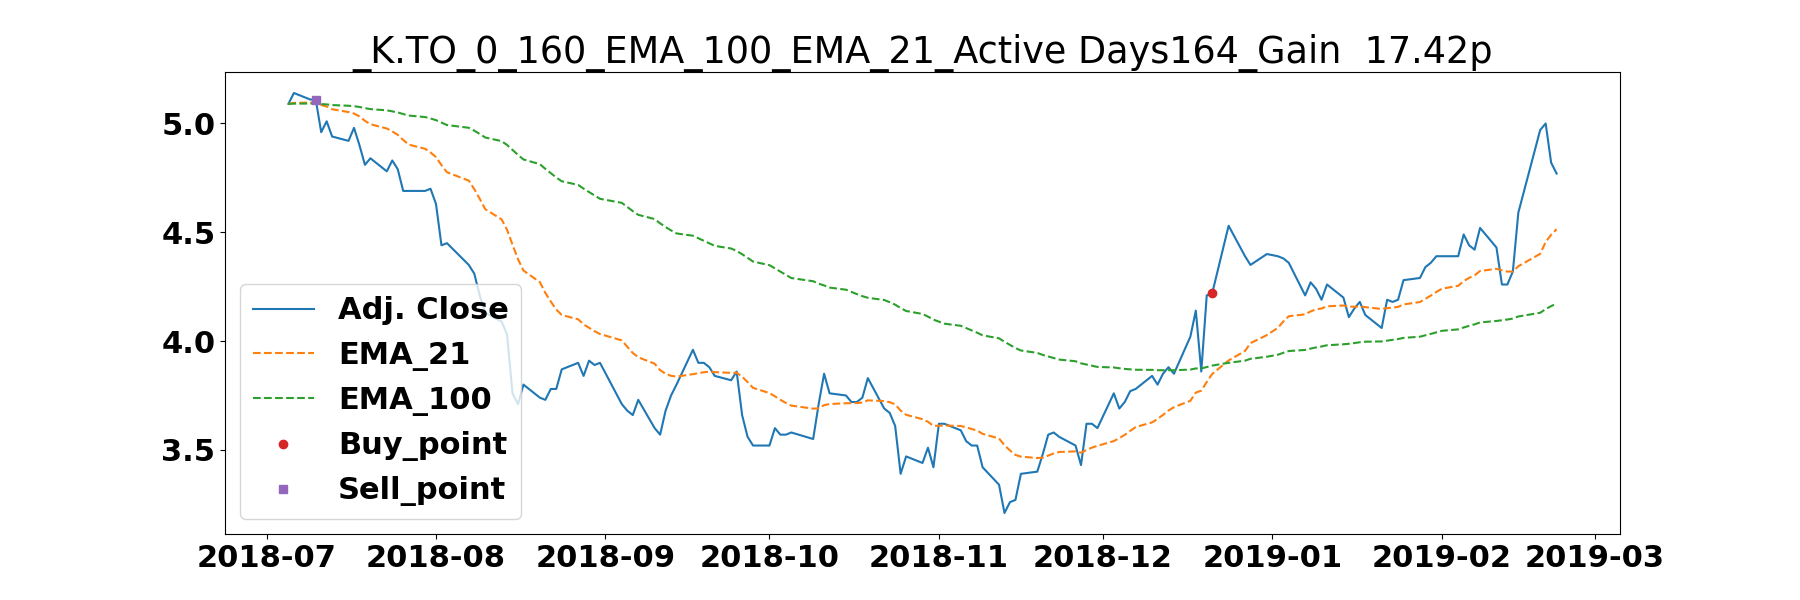 _K.TO_0_160_EMA_100_EMA_21_Active Days164_Gain  17.42p
5.0
4.5
4.0
3.5
Adj. Close
EMA_21
EMA_100
Buy_point
Sell_point
2018-07 2018-08 2018-09 2018-10 2018-11 2018-12 2019-01 2019-02 2019-03